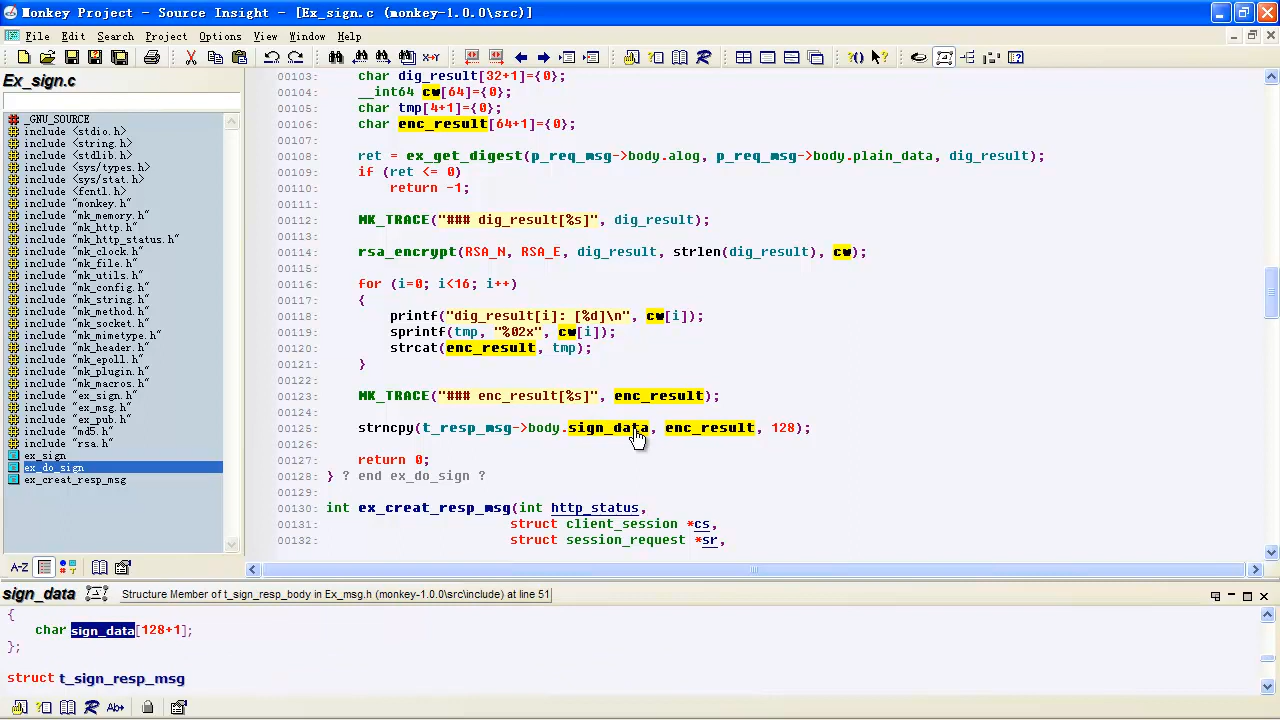 Monkey Project - Source Insight - [Ex_sign.c (monkey-1.0.0\src)]
File Edit Search Project Options View Window Help
Ex_sign.c
_GNU_SOURCE
include <stdio.h>
include <string.h>
include <stdlib.h>
include <sys/types.h>
include <sys/stat.h>
include <fcntl.h>
include "monkey.h"
include "mk_memory.h"
include "mk_http.h"
include "mk_http_status.h"
include "mk_clock.h"
include "mk_file.h"
include "mk_utils.h"
include "mk_config.h"
include "mk_string.h"
include "mk_method.h"
include "mk_socket.h"
include "mk_mimetype.h"
include "mk_header.h"
include "mk_epoll.h"
include "mk_plugin.h"
include "mk_macros.h"
include "ex_sign.h"
include "ex_msg.h"
include "ex_pub.h"
include "md5.h"
include "rsa.h"
ex_sign
ex_do_sign
ex_creat_resp_msg
A-Z
00103: char dig_result[32+1]={0};
00104: __int64 cw[64]={0};
00105: char tmp[4+1]={0};
00106: char enc_result[64+1]={0};
00107:
00108: ret = ex_get_digest(p_req_msg->body.alog, p_req_msg->body.plain_data, dig_result);
00109: if (ret <= 0)
00110: return -1;
00111:
00112: MK_TRACE("### dig_result[%s]", dig_result);
00113:
00114: rsa_encrypt(RSA_N, RSA_E, dig_result, strlen(dig_result), cw);
00115:
00116: for (i=0; i<16; i++)
00117: {
00118: printf("dig_result[i]: [%d]\n", cw[i]);
00119: sprintf(tmp, "%02x", cw[i]);
00120: strcat(enc_result, tmp);
00121: }
00122:
00123: MK_TRACE("### enc_result[%s]", enc_result);
00124:
00125: strncpy(t_resp_msg->body.sign_data, enc_result, 128);
00126:
00127: return 0;
00128: } ? end ex_do_sign ?
00129:
00130: int ex_creat_resp_msg(int http_status,
00131: struct client_session *cs,
00132: struct session_request *sr,
sign_data Structure Member of t_sign_resp_body in Ex_msg.h (monkey-1.0.0\src\include) at line 51
{
char sign_data[128+1];
};
struct t_sign_resp_msg